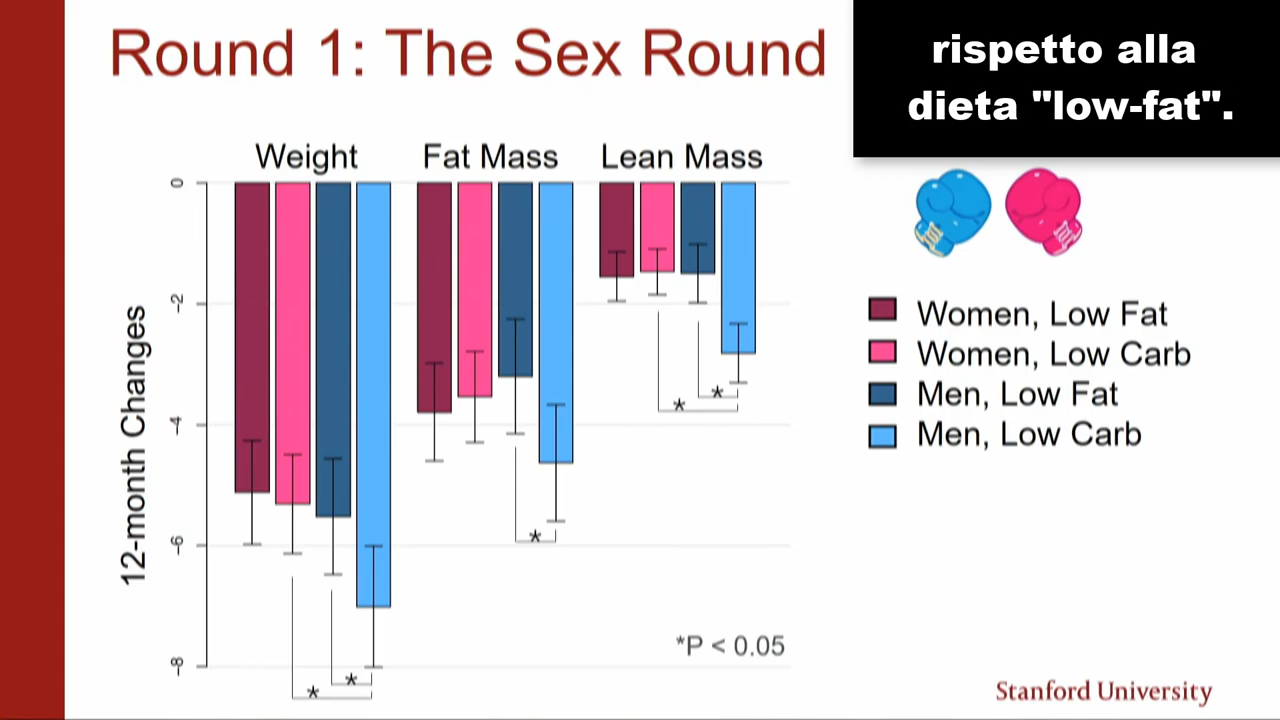 Round 1: The Sex Round
rispetto alla
dieta "low-fat".
Weight Fat Mass Lean Mass
0
-2
-4
-6
-8
12-month Changes
Women, Low Fat
Women, Low Carb
Men, Low Fat
Men, Low Carb
*
*
*
*
*
*P < 0.05
Stanford University